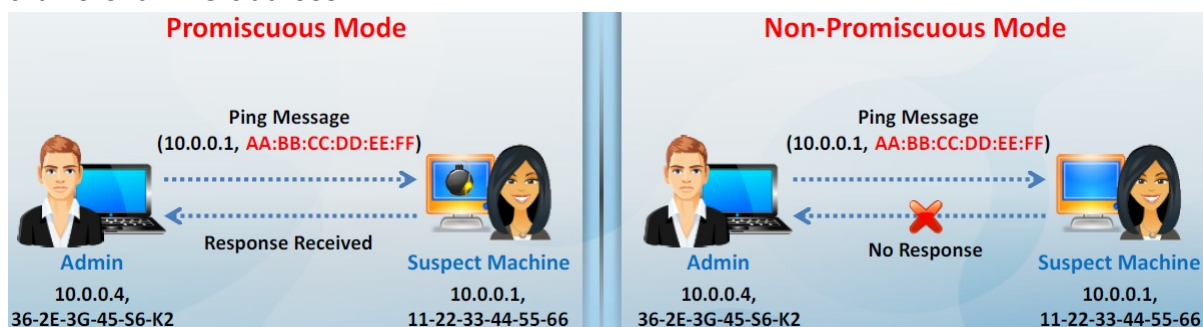 Promiscuous Mode
Ping Message
(10.0.0.1, AA:BB:CC:DD:EE:FF)
Response Received
Admin
10.0.0.4,
36-2E-3G-45-S6-K2
Suspect Machine
10.0.0.1,
11-22-33-44-55-66
Non-Promiscuous Mode
Ping Message
(10.0.0.1, AA:BB:CC:DD:EE:FF)
No Response
Admin
10.0.0.4,
36-2E-3G-45-S6-K2
Suspect Machine
10.0.0.1,
11-22-33-44-55-66